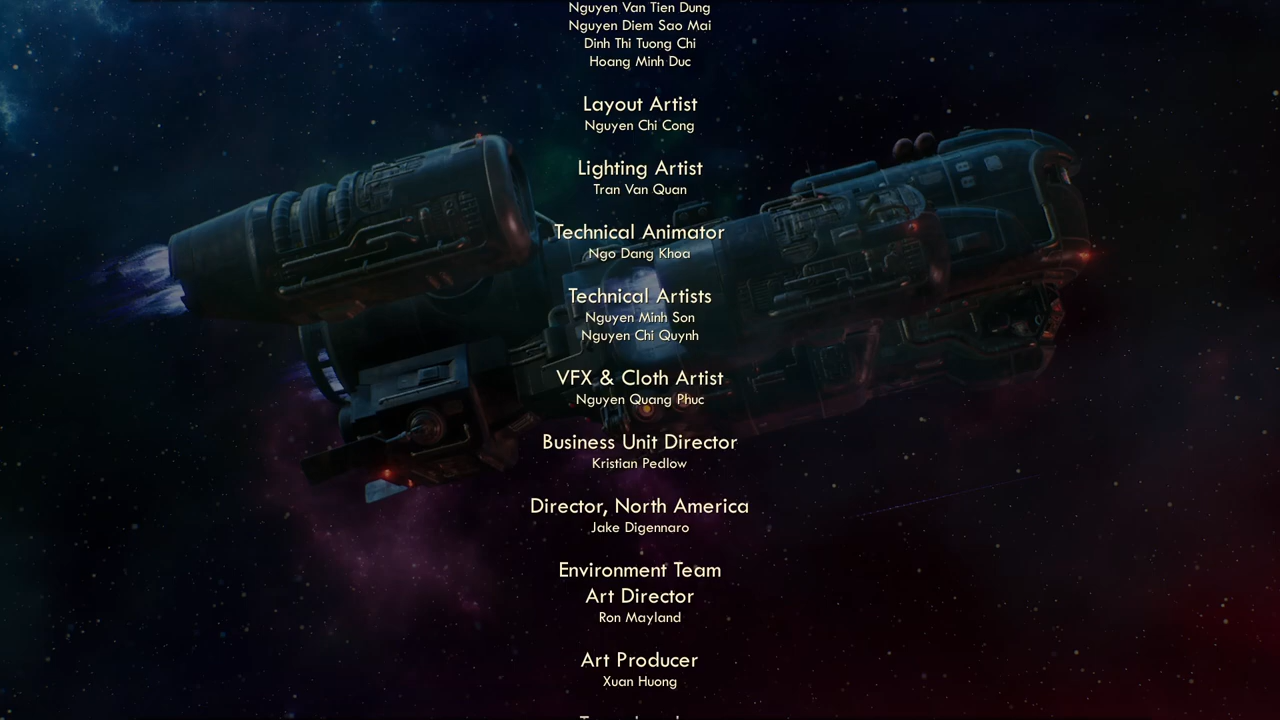 Nguyen Van Tien Dung
Nguyen Diem Sao Mai
Dinh Thi Tuong Chi
Hoang Minh Duc
Layout Artist
Nguyen Chi Cong
Lighting Artist
Tran Van Quan
Technical Animator
Ngo Dang Khoa
Technical Artists
Nguyen Minh Son
Nguyen Chi Quynh
VFX & Cloth Artist
Nguyen Quang Phuc
Business Unit Director
Kristian Pedlow
Director, North America
Jake Digennaro
Environment Team
Art Director
Ron Mayland
Art Producer
Xuan Huong